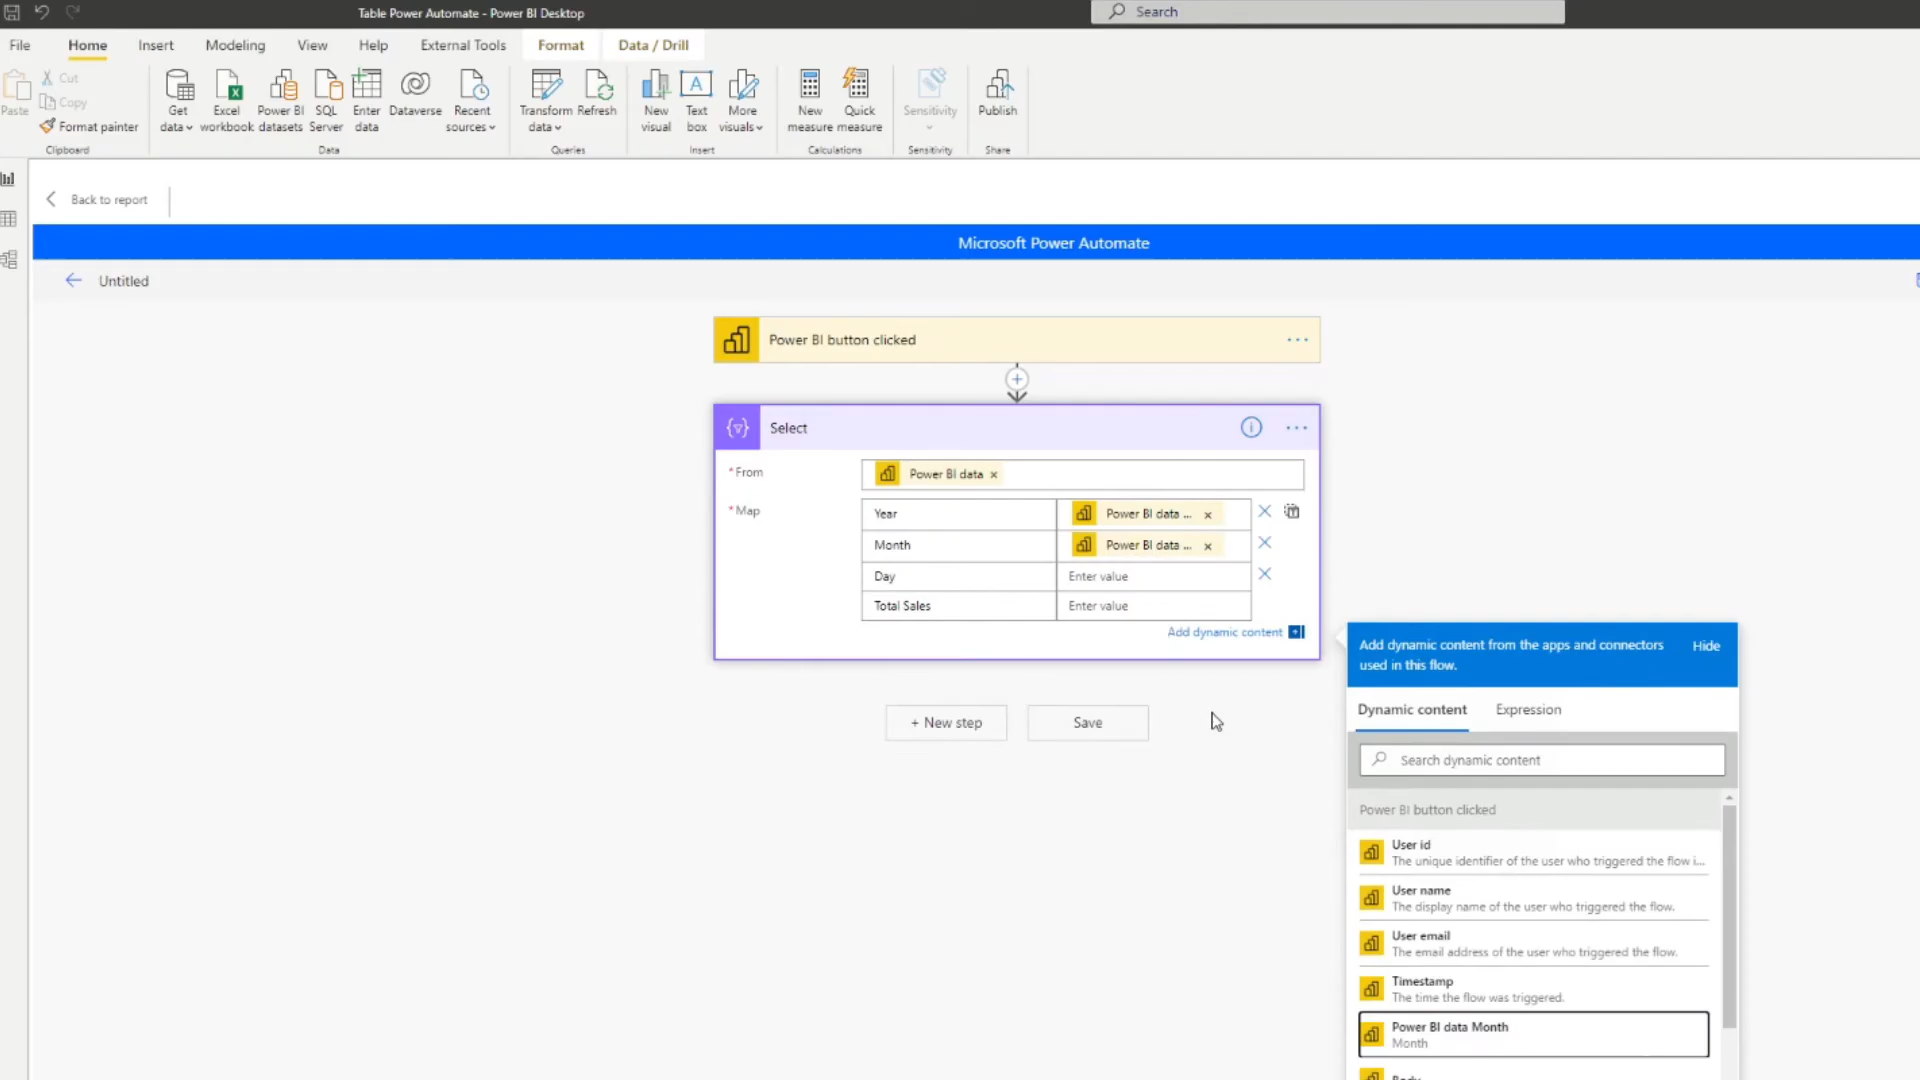 Table Power Automate - Power BI Desktop
Search
File
Home
Insert
Modeling
View
Help
External Tools
Format
Data / Drill
Paste
Cut
Copy
Format painter
Clipboard
Get data
Excel workbook
Power BI datasets
SQL Server
Enter data
Dataverse
Recent sources
Data
Transform data
Refresh
Queries
New visual
Text box
More visuals
Insert
New measure
Quick measure
Calculations
Sensitivity
Sensitivity
Publish
Share
Back to report
Microsoft Power Automate
Untitled
Power BI button clicked
Select
* From
Power BI data
* Map
Year
Power BI data ...
Month
Power BI data ...
Day
Enter value
Total Sales
Enter value
Add dynamic content
+ New step
Save
Add dynamic content from the apps and connectors
used in this flow.
Hide
Dynamic content
Expression
Search dynamic content
Power BI button clicked
User id
The unique identifier of the user who triggered the flow i...
User name
The display name of the user who triggered the flow.
User email
The email address of the user who triggered the flow.
Timestamp
The time the flow was triggered.
Power BI data Month
Month